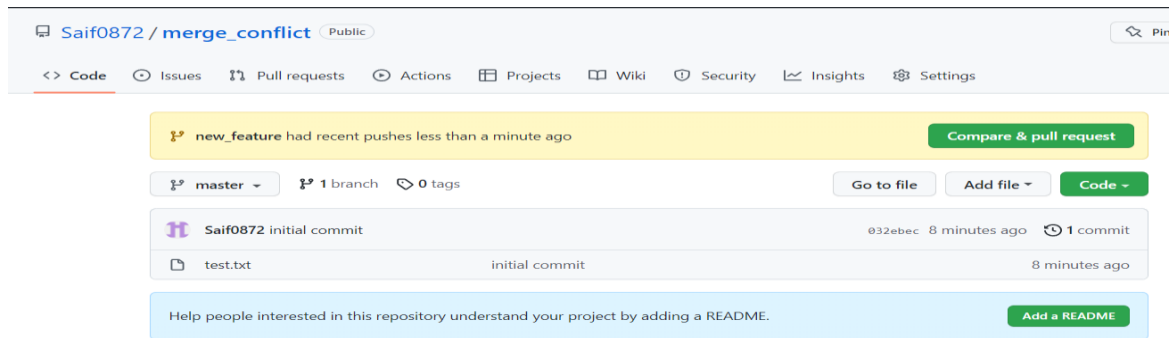 Saif0872 / merge_conflict Public Pin
<> Code Issues Pull requests Actions Projects Wiki Security Insights Settings
new_feature had recent pushes less than a minute ago Compare & pull request
master 1 branch 0 tags Go to file Add file Code
Saif0872 initial commit 032ebec 8 minutes ago 1 commit
test.txt initial commit 8 minutes ago
Help people interested in this repository understand your project by adding a README. Add a README